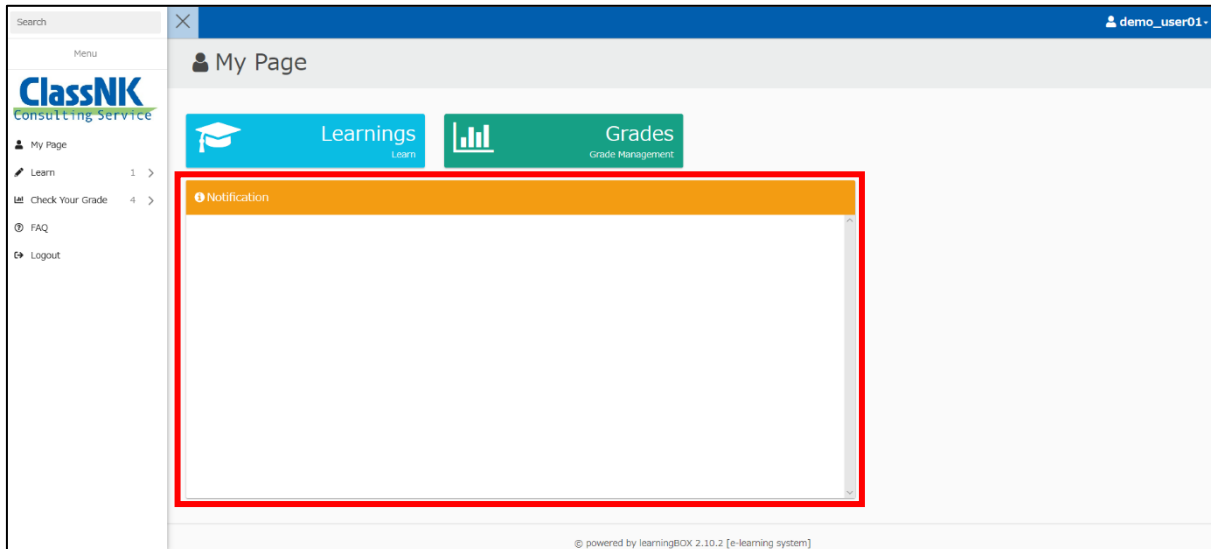 Search
Menu
ClassNK
Consulting Service
My Page
Learn 1
Check Your Grade 4
FAQ
Logout
demo_user01
My Page
Learnings
Learn
Grades
Grade Management
Notification
© powered by learningBOX 2.10.2 [e-learning system]